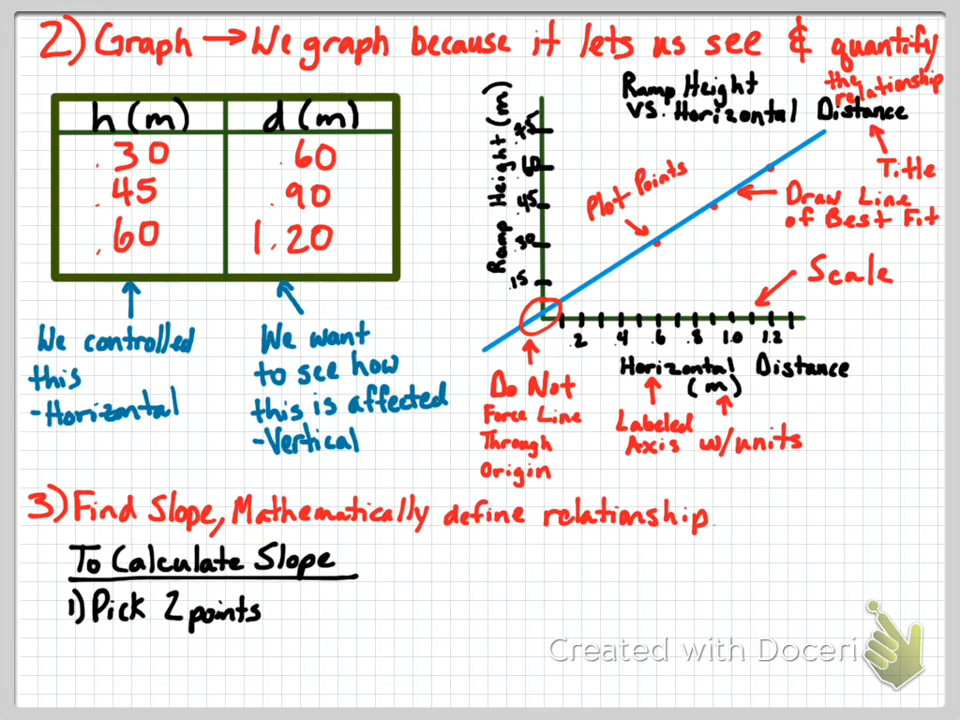 2) Graph → We graph because it lets us see & quantify
the relationship
h (m) d (m)
.30 .60
.45 .90
.60 1.20
We controlled
this
-Horizontal
We want
to see how
this is affected
-Vertical
Ramp Height
vs. Horizontal Distance
Title
Ramp Height (m)
.75
.60
.45
.30
.15
Plot Points
Draw Line
of Best Fit
Scale
.2 .4 .6 .8 1.0 1.2
Horizontal Distance
(m)
Do Not
Force Line
Through
Origin
Labeled
Axis w/units
3) Find Slope, Mathematically define relationship.
To Calculate Slope
1) Pick 2 points
Created with Doceri